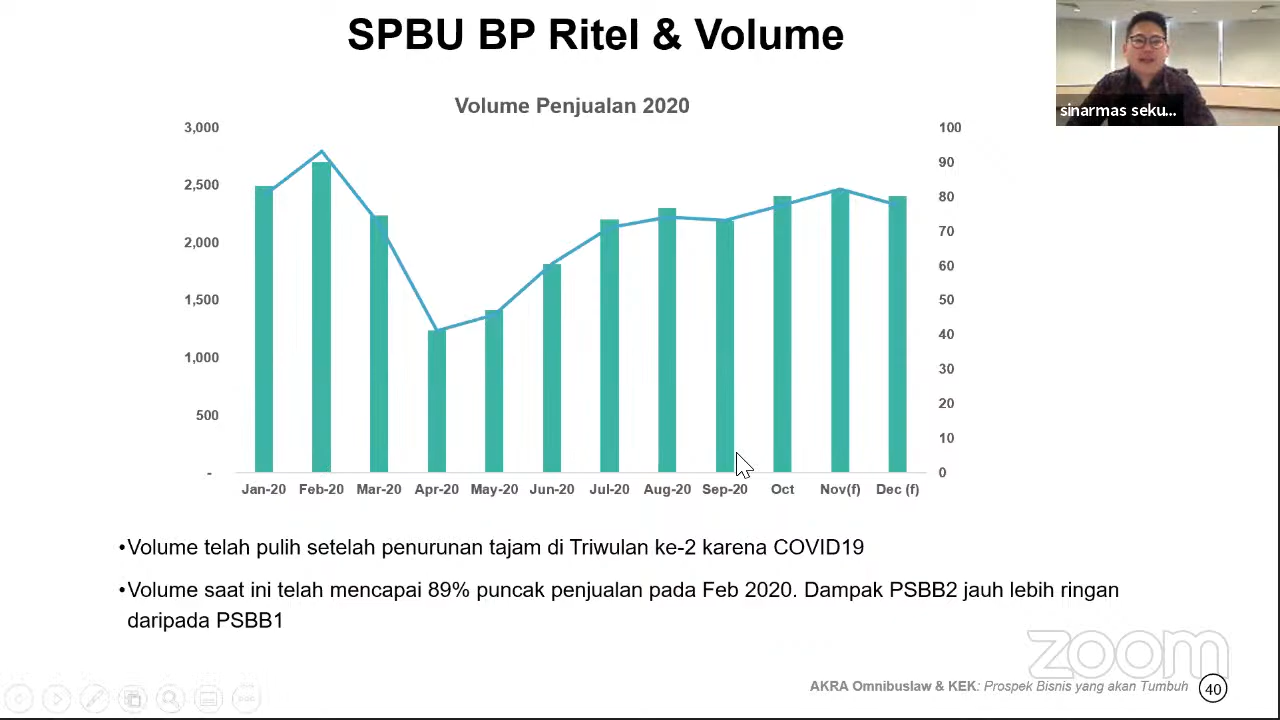 SPBU BP Ritel & Volume
sinarmas seku...
Volume Penjualan 2020
3,000
2,500
2,000
1,500
1,000
500
-
100
90
80
70
60
50
40
30
20
10
0
Jan-20 Feb-20 Mar-20 Apr-20 May-20 Jun-20 Jul-20 Aug-20 Sep-20 Oct Nov(f) Dec (f)
•Volume telah pulih setelah penurunan tajam di Triwulan ke-2 karena COVID19
•Volume saat ini telah mencapai 89% puncak penjualan pada Feb 2020. Dampak PSBB2 jauh lebih ringan
daripada PSBB1
zoom
AKRA Omnibuslaw & KEK: Prospek Bisnis yang akan Tumbuh 40